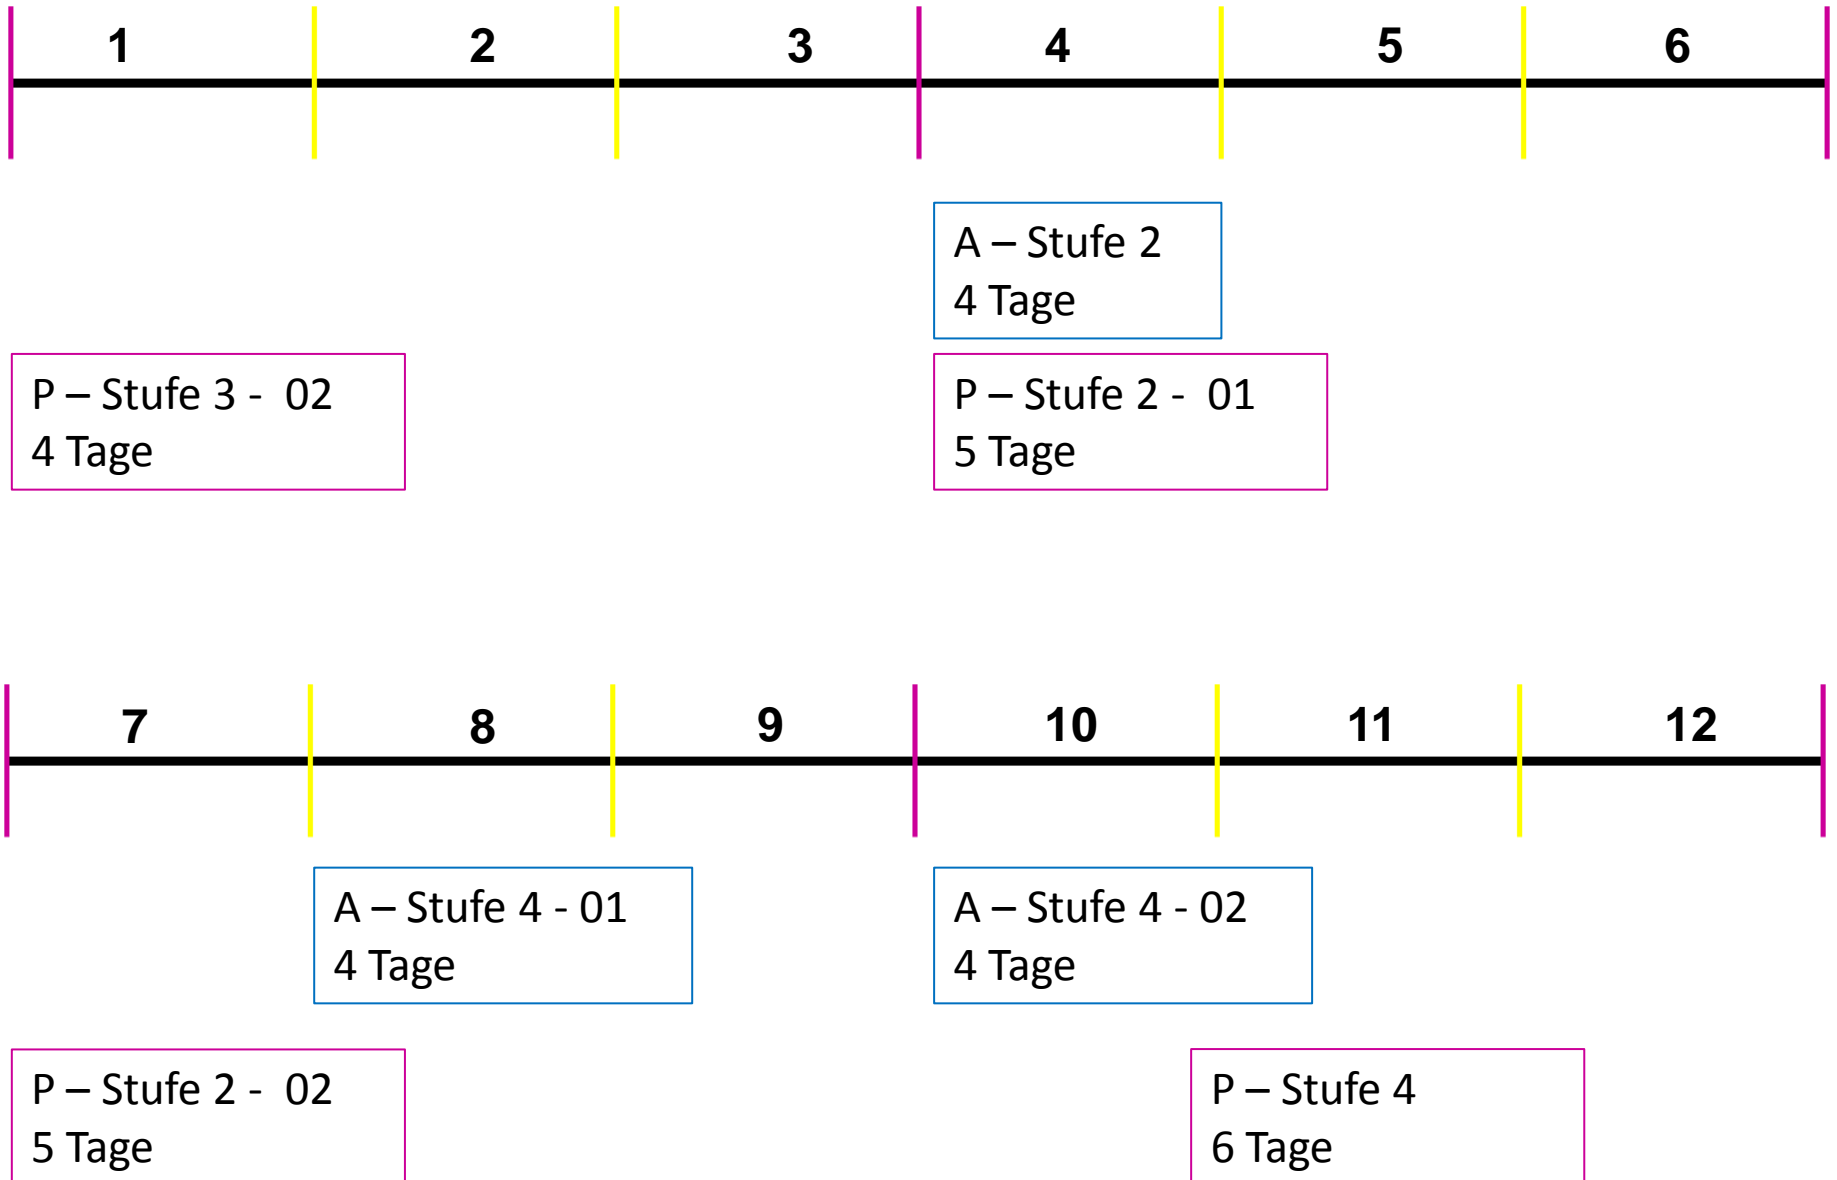 1 2 3 4 5 6
A – Stufe 2
4 Tage
P – Stufe 3 - 02
4 Tage
P – Stufe 2 - 01
5 Tage
7 8 9 10 11 12
A – Stufe 4 - 01
4 Tage
A – Stufe 4 - 02
4 Tage
P – Stufe 2 - 02
5 Tage
P – Stufe 4
6 Tage